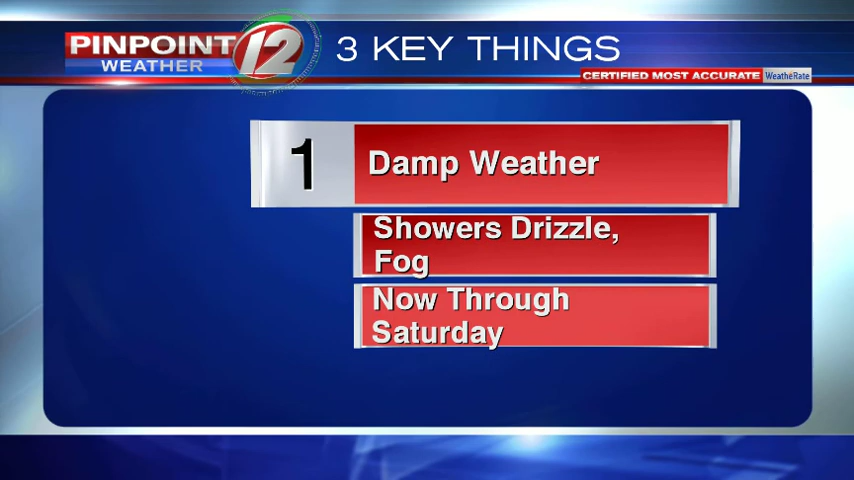 PINPOINT
WEATHER
12
3 KEY THINGS
CERTIFIED MOST ACCURATE
WeatheRate
1
Damp Weather
Showers Drizzle,
Fog
Now Through
Saturday